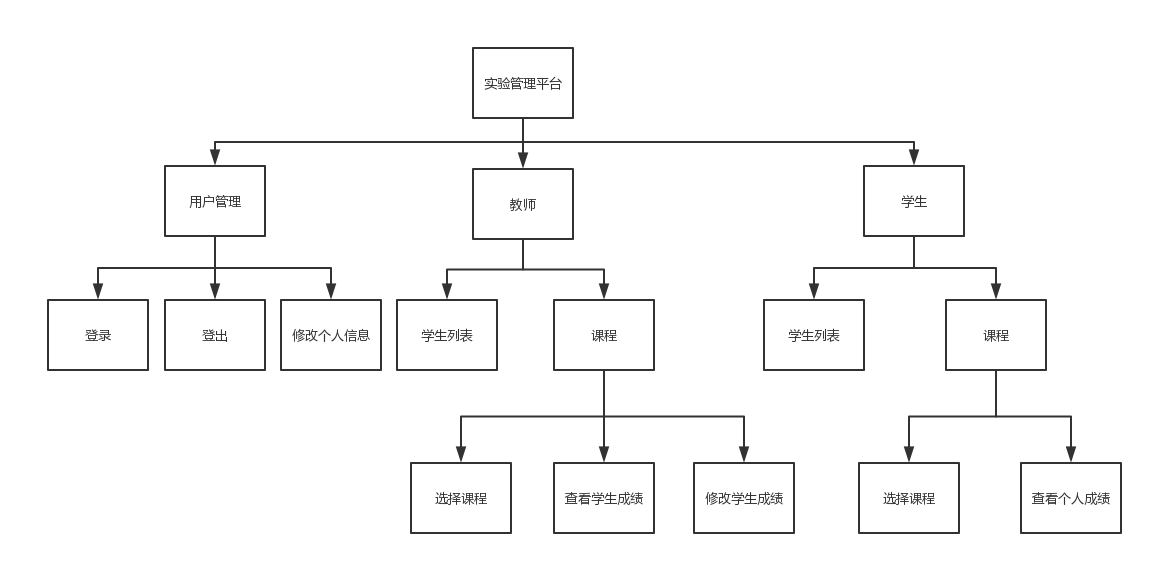 实验管理平台
用户管理
教师
学生
登录
登出
修改个人信息
学生列表
课程
学生列表
课程
选择课程
查看学生成绩
修改学生成绩
选择课程
查看个人成绩